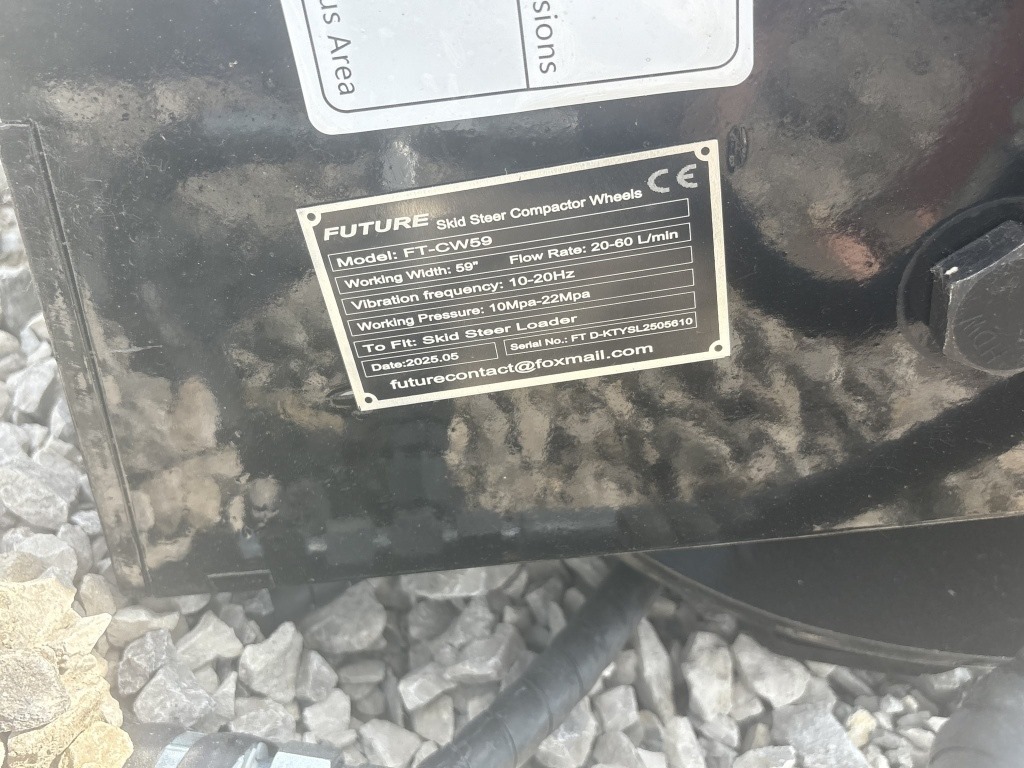 us Area
sions
FUTURE Skid Steer Compactor Wheels CE
Model: FT-CW59
Working Width: 59" Flow Rate: 20-60 L/min
Vibration frequency: 10-20Hz
Working Pressure: 10Mpa-22Mpa
To Fit: Skid Steer Loader
Date:2025.05 Serial No.: FT D-KTYSL2505610
futurecontact@foxmail.com